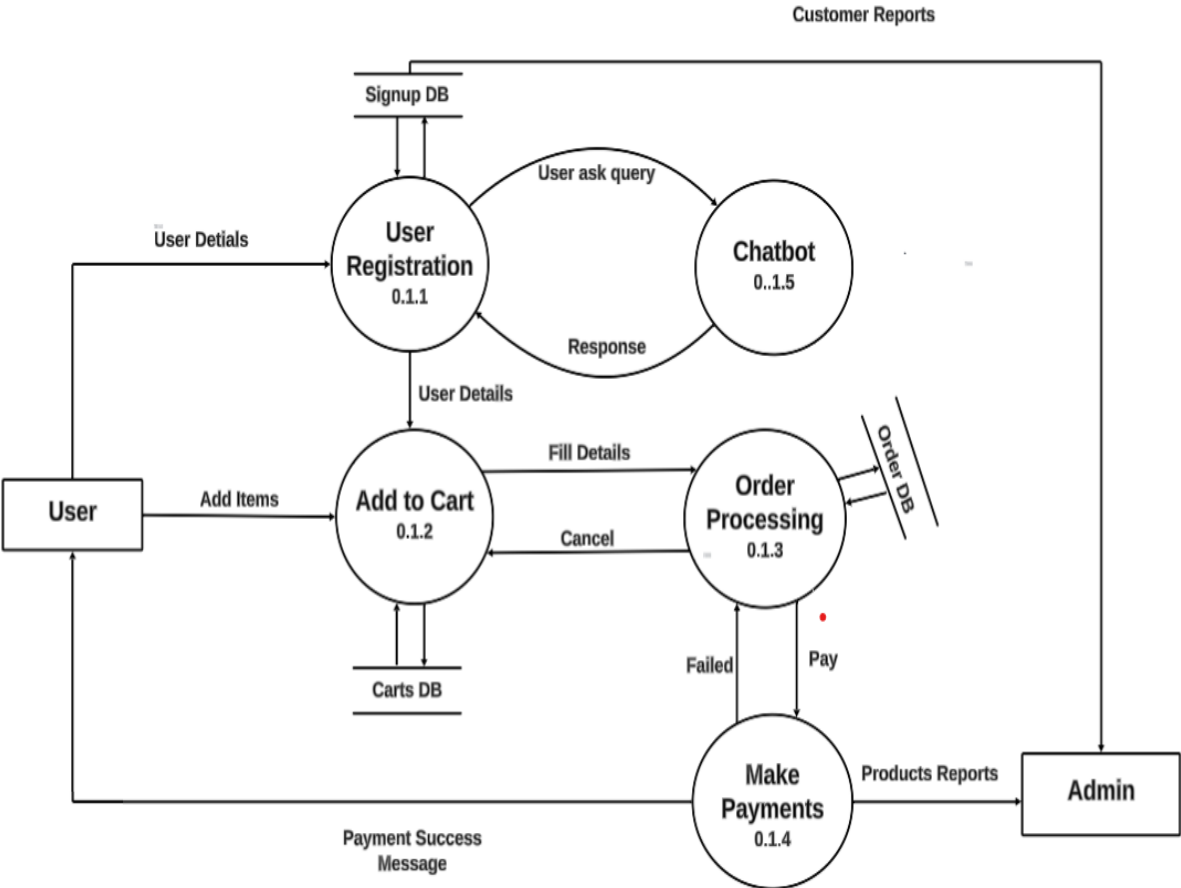 Customer Reports
Signup DB
User ask query
User Detials
User
Registration
0.1.1
Chatbot
0..1.5
Response
User Details
Fill Details
Order DB
User
Add Items
Add to Cart
0.1.2
Order
Processing
0.1.3
Cancel
Failed
Pay
Carts DB
Make
Payments
0.1.4
Products Reports
Admin
Payment Success
Message